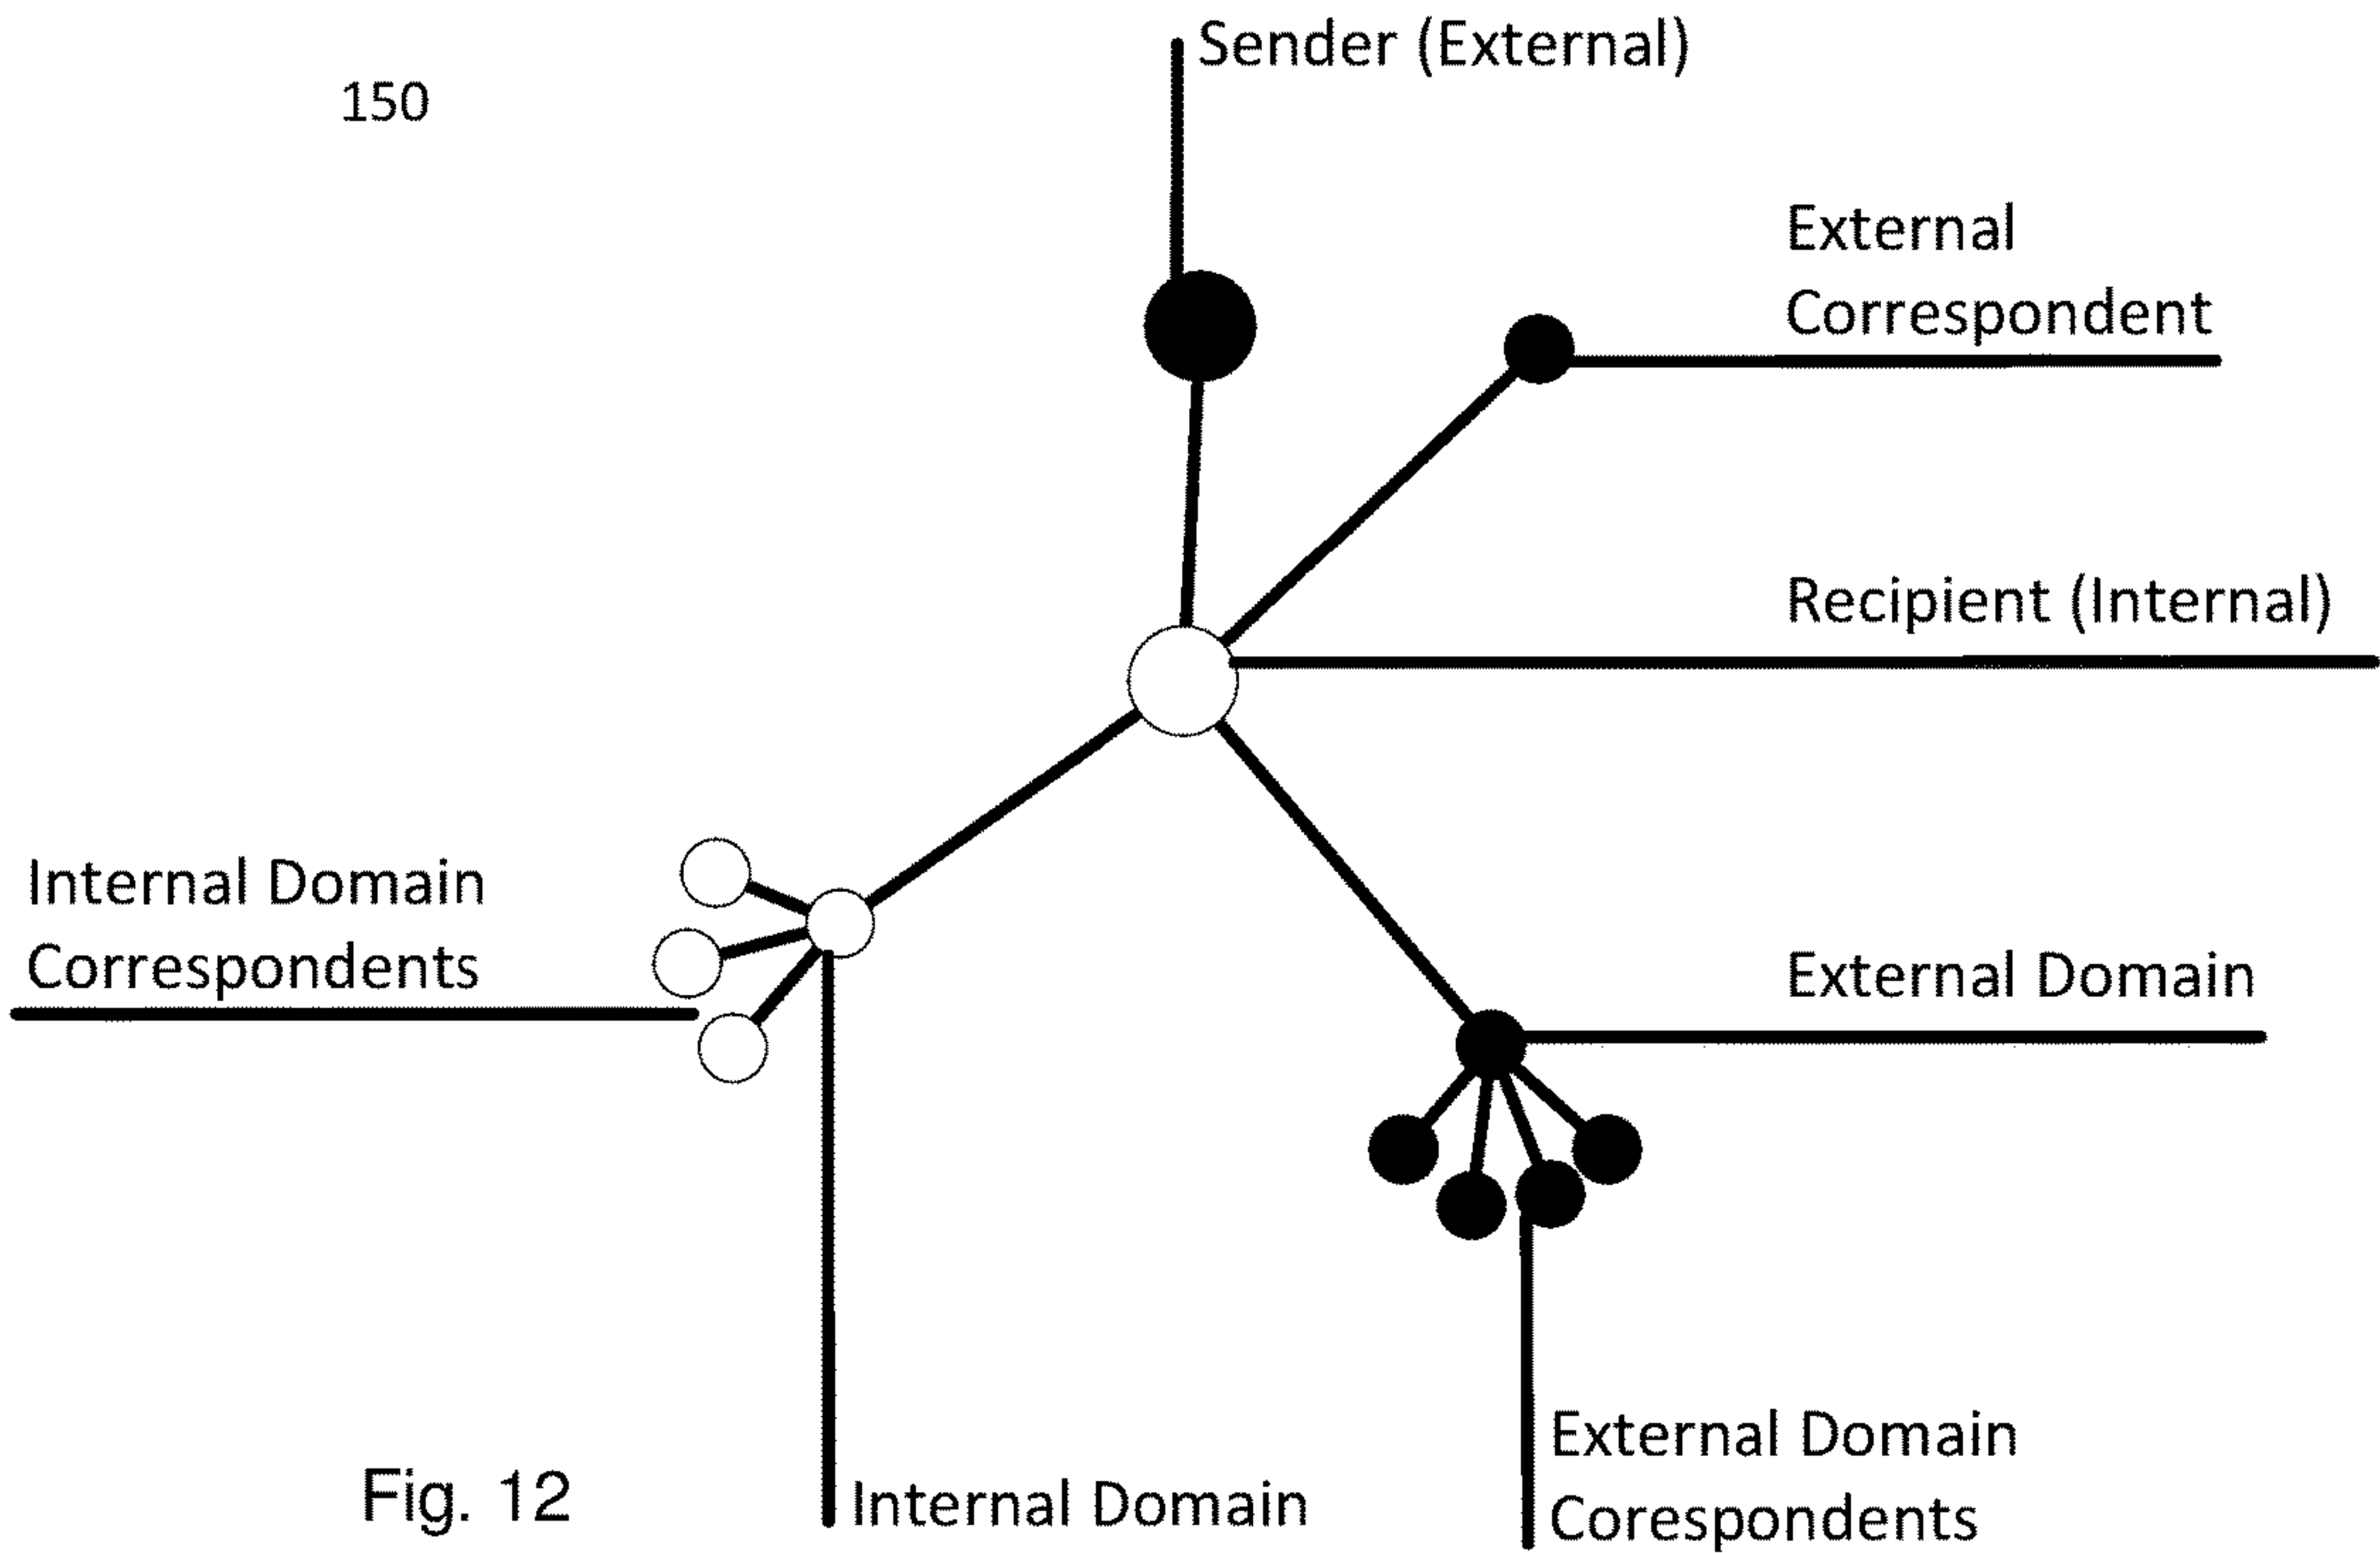 Sender (External)
150
External
Correspondent
Recipient (Internal)
Internal Domain
Correspondents
External Domain
External Domain
Corespondents
Internal Domain
Fig. 12